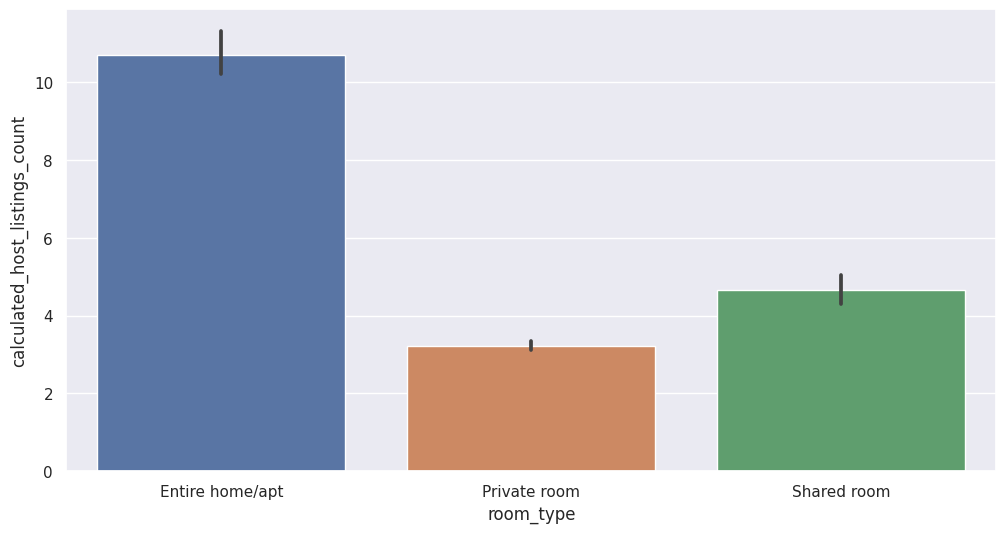 calculated_host_listings_count
10
8
6
4
2
0
Entire home/apt
Private room
Shared room
room_type